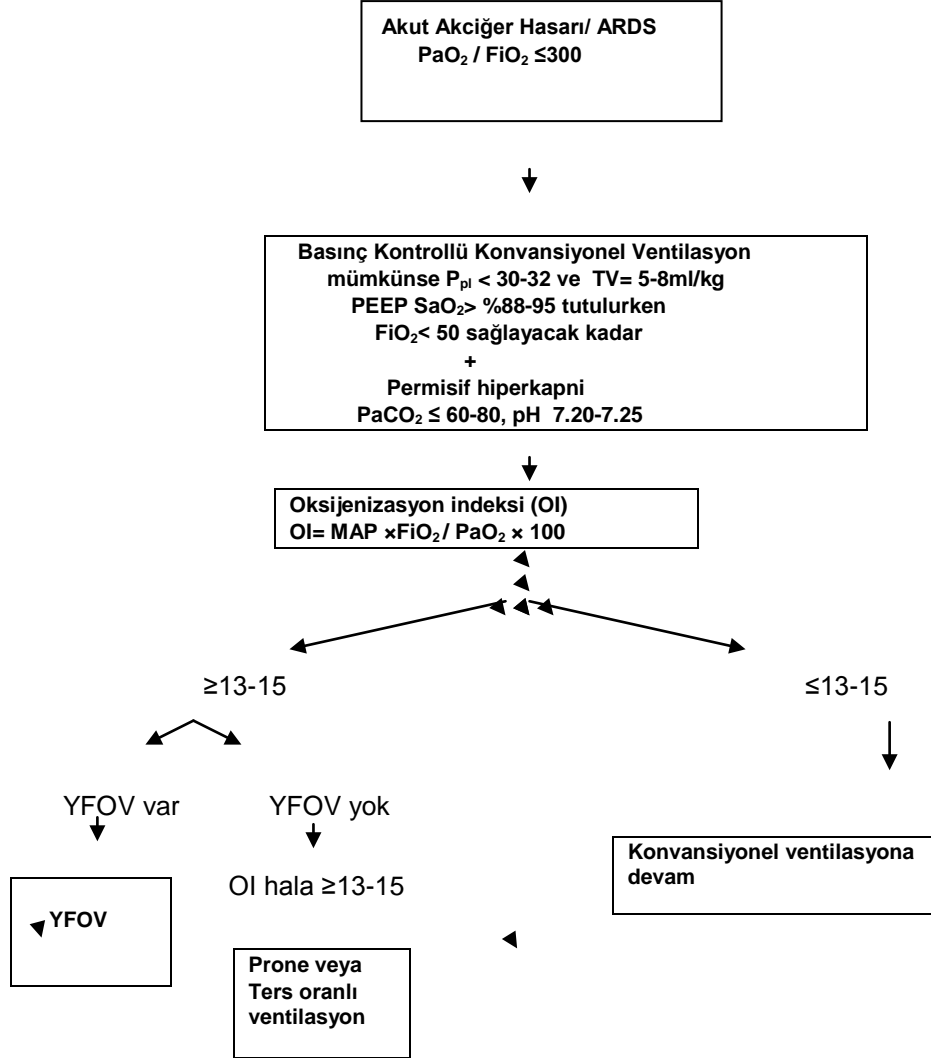 Akut Akciğer Hasarı/ ARDS
PaO₂ / FiO₂ ≤300
Basınç Kontrollü Konvansiyonel Ventilasyon
mümkünse Pₚₗ < 30-32 ve TV= 5-8ml/kg
PEEP SaO₂> %88-95 tutulurken
FiO₂< 50 sağlayacak kadar
+
Permisif hiperkapni
PaCO₂ ≤ 60-80, pH 7.20-7.25
Oksijenizasyon indeksi (OI)
OI= MAP ×FiO₂ / PaO₂ × 100
≥13-15
≤13-15
YFOV var
YFOV yok
Konvansiyonel ventilasyona
devam
OI hala ≥13-15
YFOV
Prone veya
Ters oranlı
ventilasyon